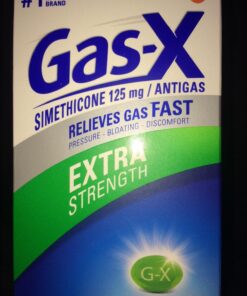 #1
BRAND
Gas-X
SIMETHICONE 125 mg / ANTIGAS
RELIEVES GAS FAST
PRESSURE - BLOATING - DISCOMFORT
EXTRA
STRENGTH
G-X